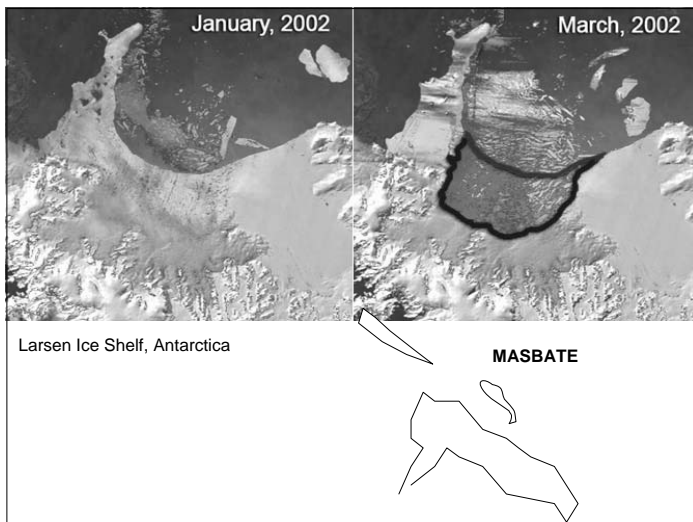 January, 2002
March, 2002
Larsen Ice Shelf, Antarctica
MASBATE